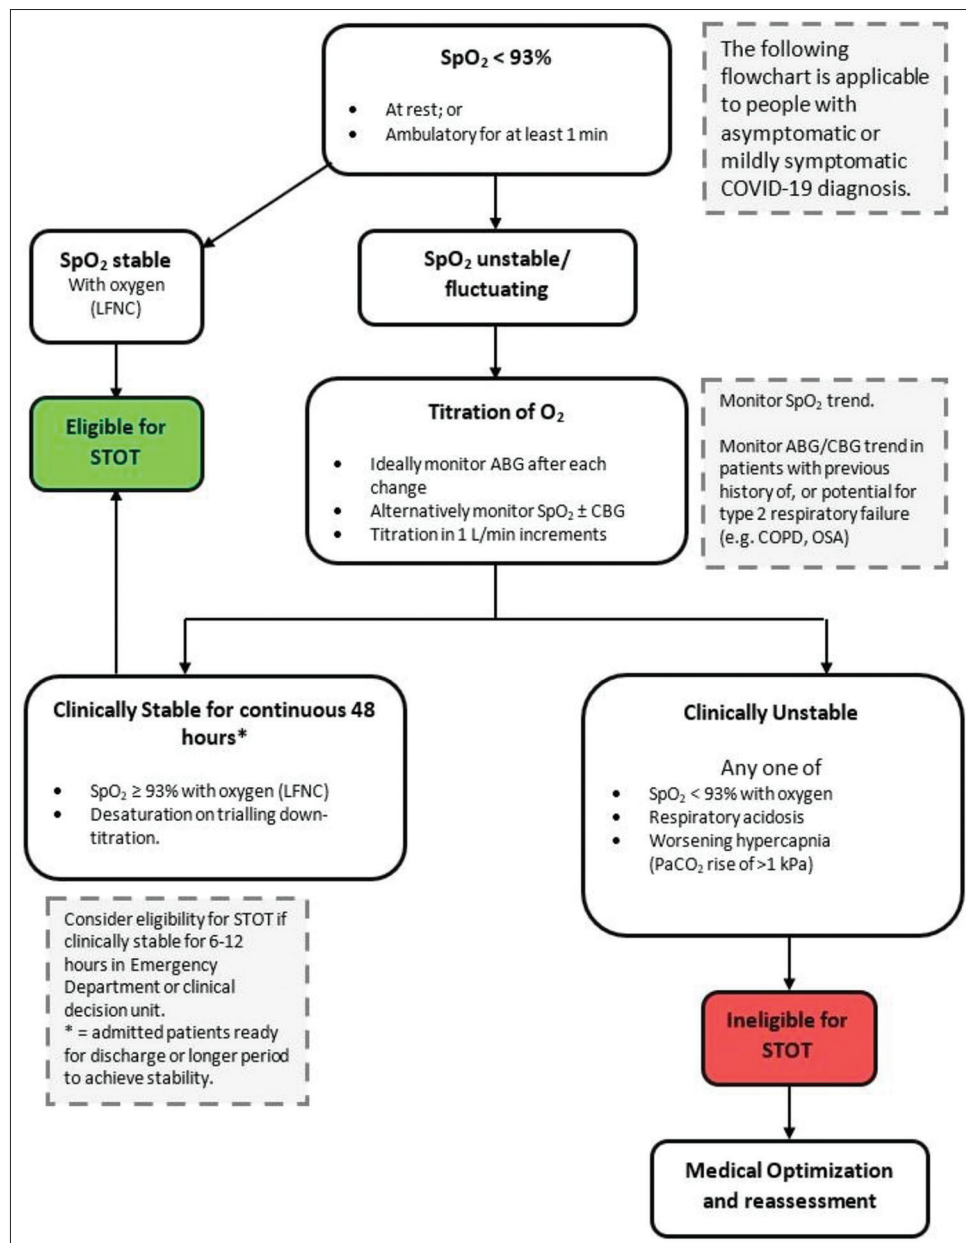 SpO₂ < 93%
• At rest; or
• Ambulatory for at least 1 min
The following
flowchart is applicable
to people with
asymptomatic or
mildly symptomatic
COVID-19 diagnosis.
SpO₂ stable
With oxygen
(LFNC)
SpO₂ unstable/
fluctuating
Eligible for
STOT
Titration of O₂
• Ideally monitor ABG after each
change
• Alternatively monitor SpO₂ ± CBG
• Titration in 1 L/min increments
Monitor SpO₂ trend.
Monitor ABG/CBG trend in
patients with previous
history of, or potential for
type 2 respiratory failure
(e.g. COPD, OSA)
Clinically Stable for continuous 48
hours*
• SpO₂ ≥ 93% with oxygen (LFNC)
• Desaturation on trialling down-
titration.
Clinically Unstable
Any one of
• SpO₂ < 93% with oxygen
• Respiratory acidosis
• Worsening hypercapnia
(PaCO₂ rise of >1 kPa)
Consider eligibility for STOT if
clinically stable for 6-12
hours in Emergency
Department or clinical
decision unit.
* = admitted patients ready
for discharge or longer period
to achieve stability.
Ineligible for
STOT
Medical Optimization
and reassessment